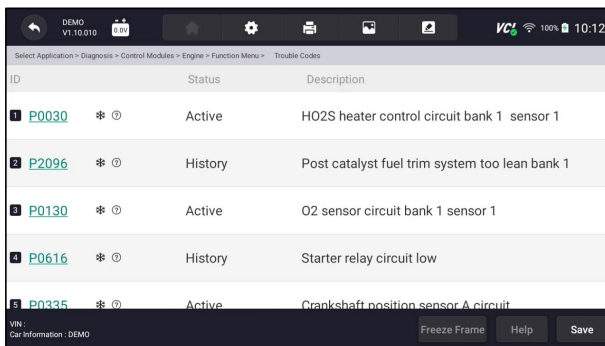 DEMO
V1.10.010
0.0V
VCI 100% 10:12
Select Application > Diagnosis > Control Modules > Engine > Function Menu > Trouble Codes
ID Status Description
1 P0030 Active HO2S heater control circuit bank 1 sensor 1
2 P2096 History Post catalyst fuel trim system too lean bank 1
3 P0130 Active O2 sensor circuit bank 1 sensor 1
4 P0616 History Starter relay circuit low
5 P0335 Active Crankshaft position sensor A circuit
VIN :
Car Information : DEMO
Freeze Frame Help Save